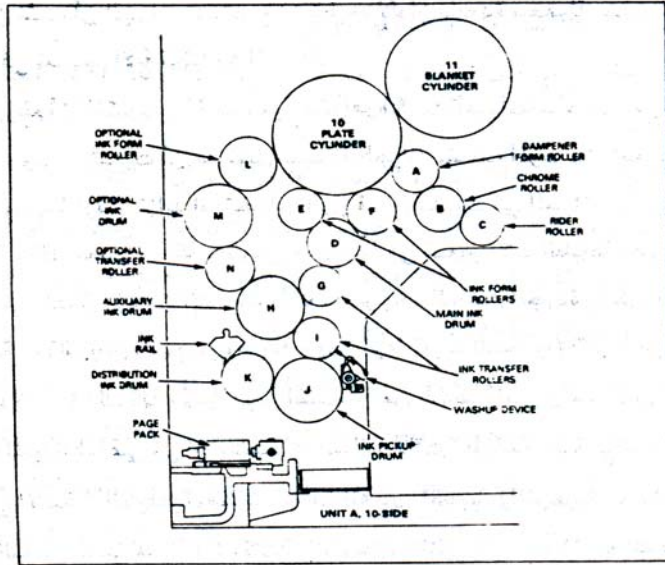 11
BLANKET
CYLINDER
10
PLATE
CYLINDER
OPTIONAL
INK FORM
ROLLER
L
DAMPENER
FORM ROLLER
A
CHROME
ROLLER
OPTIONAL
INK
DRUM
M
E
F
B
C
RIDER
ROLLER
D
OPTIONAL
TRANSFER
ROLLER
N
G
INK FORM
ROLLERS
AUXILIARY
INK DRUM
H
MAIN INK
DRUM
INK
RAIL
I
INK TRANSFER
ROLLERS
DISTRIBUTION
INK DRUM
K
J
WASHUP DEVICE
PAGE
PACK
INK PICKUP
DRUM
UNIT A, 10-SIDE